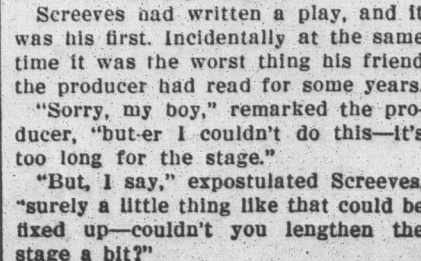 Screeves had written a play, and it
was his first. Incidentally at the same
time it was the worst thing his friend
the producer had read for some years.
"Sorry, my boy," remarked the pro-
ducer, "but-er I couldn't do this—it's
too long for the stage."
"But, I say," expostulated Screeves,
"surely a little thing like that could be
fixed up—couldn't you lengthen the
stage a bit?"